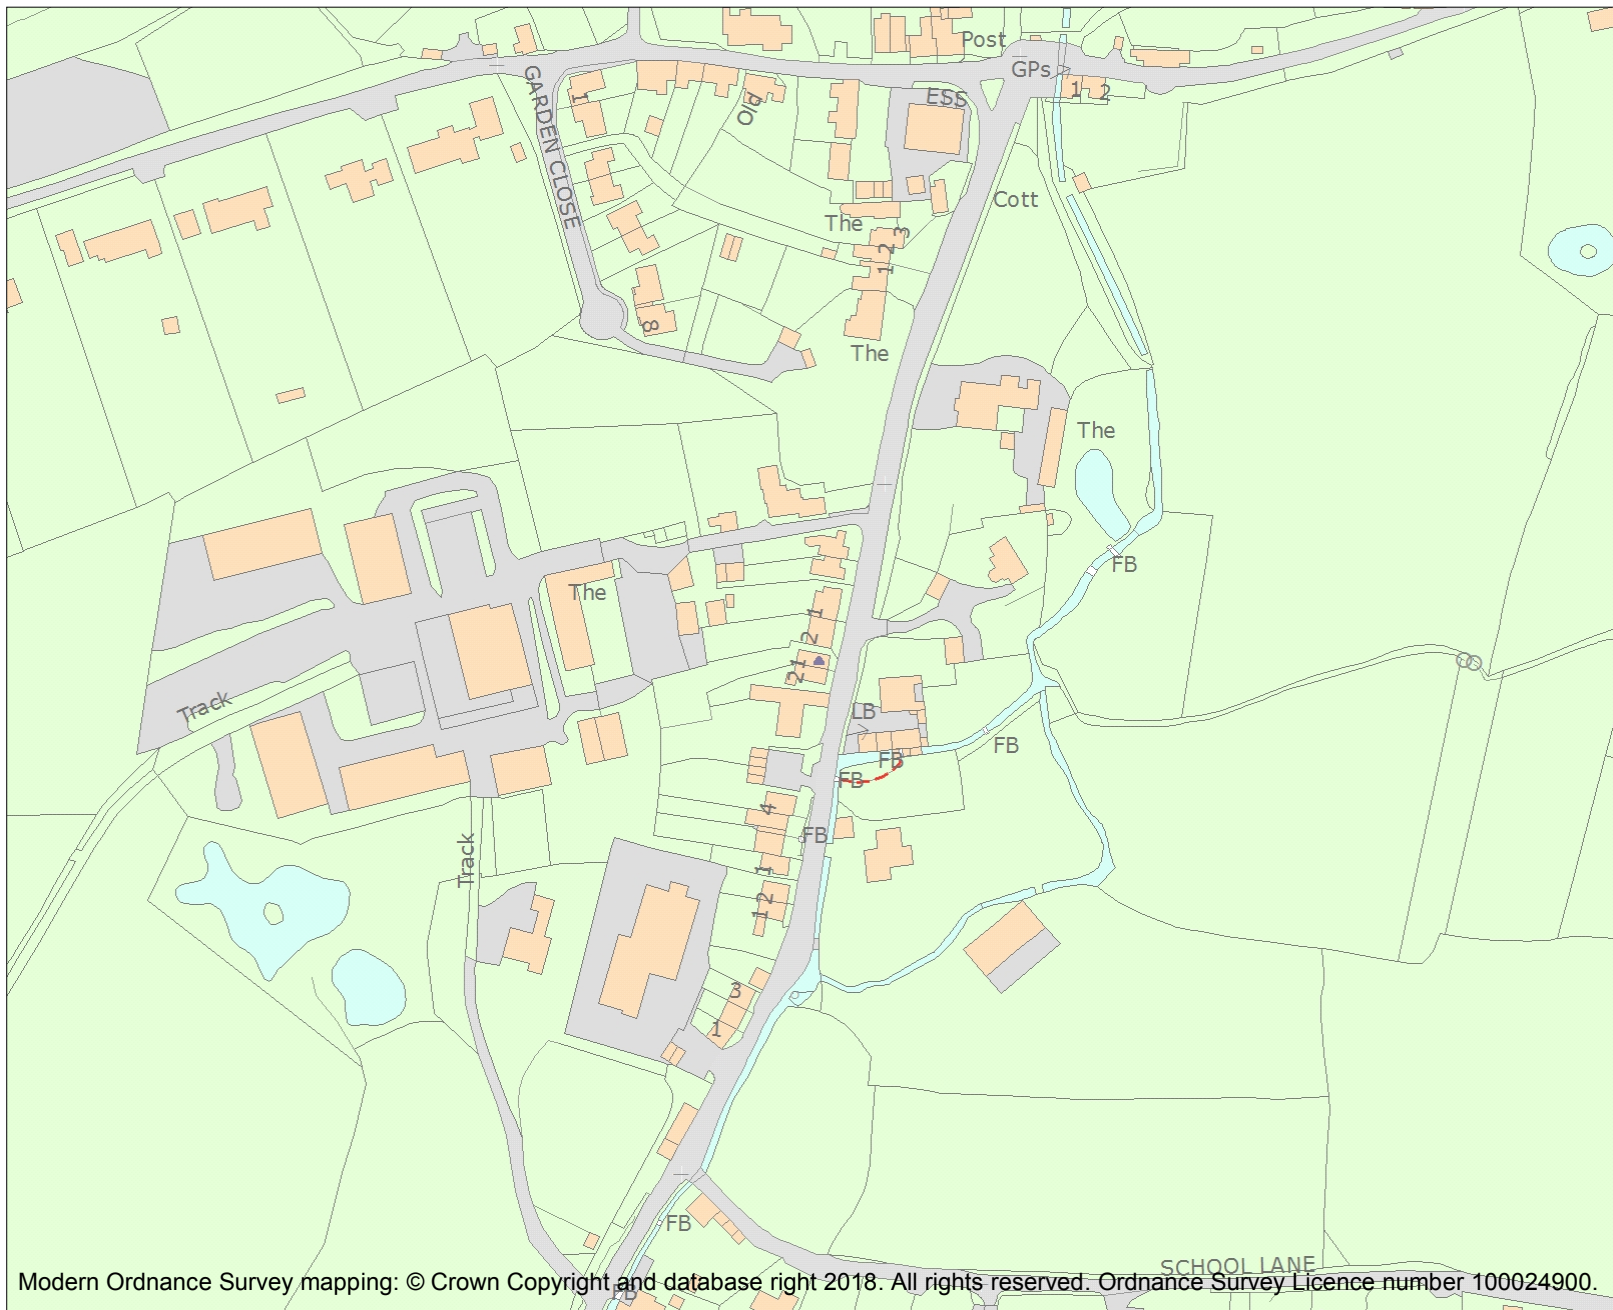 Post
GPs
1 2
ESS
GARDEN CLOSE
1
Old
Cott
The
3
1 2
8
The
The
FB
The
1
2
21
Track
LB
FB
FB
FB
4
FB
Track
1
1 2
3
1
FB
SCHOOL LANE
FB
Modern Ordnance Survey mapping: © Crown Copyright and database right 2018. All rights reserved. Ordnance Survey Licence number 100024900.